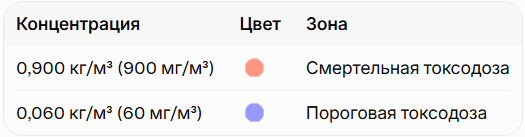 Концентрация Цвет Зона
0,900 кг/м³ (900 мг/м³) Смертельная токсодоза
0,060 кг/м³ (60 мг/м³) Пороговая токсодоза